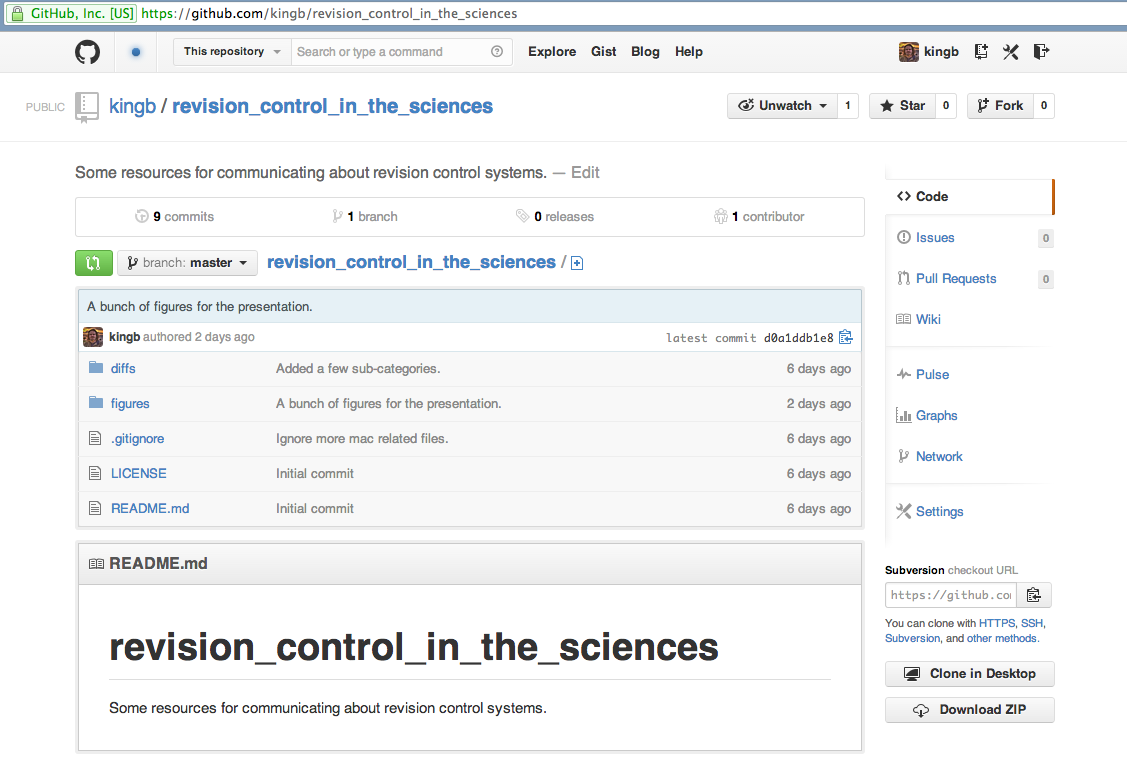 GitHub, Inc. [US] https://github.com/kingb/revision_control_in_the_sciences
This repository Search or type a command Explore Gist Blog Help kingb
PUBLIC kingb / revision_control_in_the_sciences Unwatch 1 Star 0 Fork 0
Some resources for communicating about revision control systems. — Edit
9 commits 1 branch 0 releases 1 contributor
branch: master revision_control_in_the_sciences /
A bunch of figures for the presentation.
kingb authored 2 days ago latest commit d0a1ddb1e8
diffs Added a few sub-categories. 6 days ago
figures A bunch of figures for the presentation. 2 days ago
.gitignore Ignore more mac related files. 6 days ago
LICENSE Initial commit 6 days ago
README.md Initial commit 6 days ago
README.md
revision_control_in_the_sciences
Some resources for communicating about revision control systems.
Code
Issues 0
Pull Requests 0
Wiki
Pulse
Graphs
Network
Settings
Subversion checkout URL
https://github.co
You can clone with HTTPS, SSH,
Subversion, and other methods.
Clone in Desktop
Download ZIP